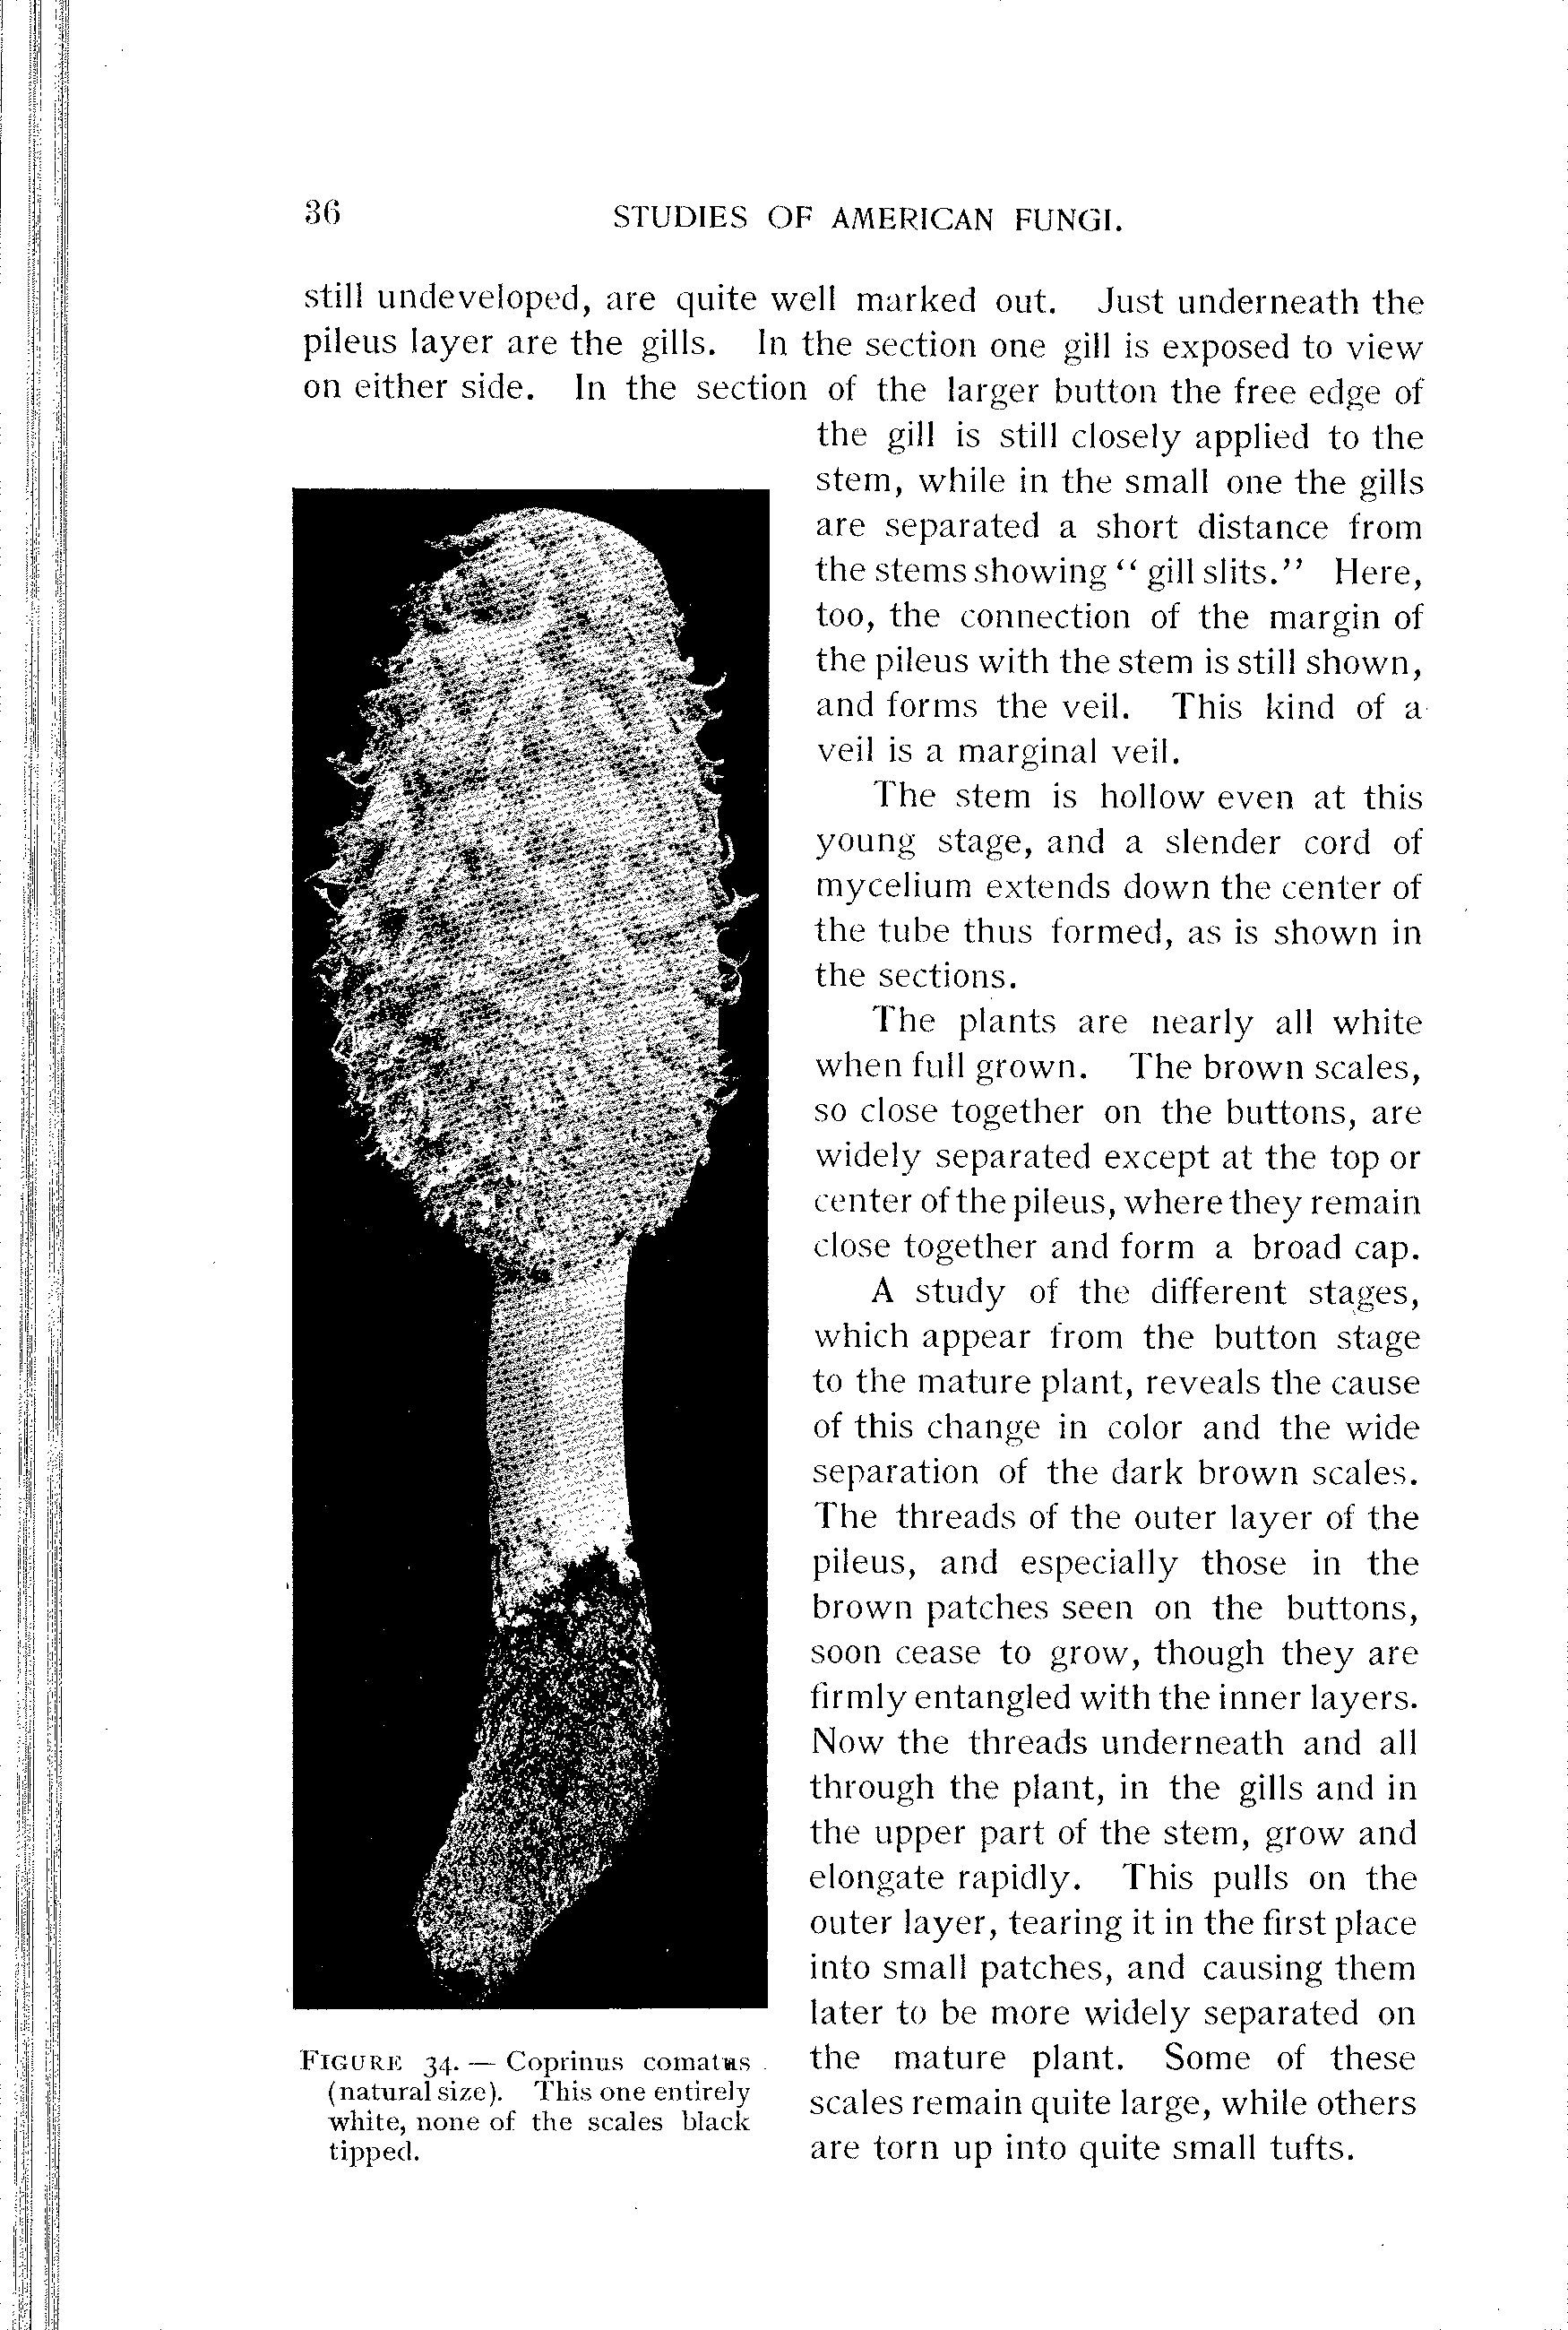 36 STUDIES OF AMERICAN FUNGI.
still undeveloped, are quite well marked out. Just underneath the
pileus layer are the gills. In the section one gill is exposed to view
on either side. In the section of the larger button the free edge of
the gill is still closely applied to the
stem, while in the small one the gills
are separated a short distance from
the stems showing “ gill slits.” Here,
too, the connection of the margin of
the pileus with the stem is still shown,
and forms the veil. This kind of a
veil is a marginal veil.
The stem is hollow even at this
young stage, and a slender cord of
mycelium extends down the center of
the tube thus formed, as is shown in
the sections.
The plants are nearly all white
when full grown. The brown scales,
so close together on the buttons, are
widely separated except at the top or
center of the pileus, where they remain
close together and form a broad cap.
A study of the different stages,
which appear from the button stage
to the mature plant, reveals the cause
of this change in color and the wide
separation of the dark brown scales.
The threads of the outer layer of the
pileus, and especially those in the
brown patches seen on the buttons,
soon cease to grow, though they are
firmly entangled with the inner layers.
Now the threads underneath and all
through the plant, in the gills and in
the upper part of the stem, grow and
elongate rapidly. This pulls on the
outer layer, tearing it in the first place
into small patches, and causing them
later to be more widely separated on
the mature plant. Some of these
scales remain quite large, while others
are torn up into quite small tufts.
FIGURE 34. — Coprinus comatus
(natural size). This one entirely
white, none of the scales black
tipped.